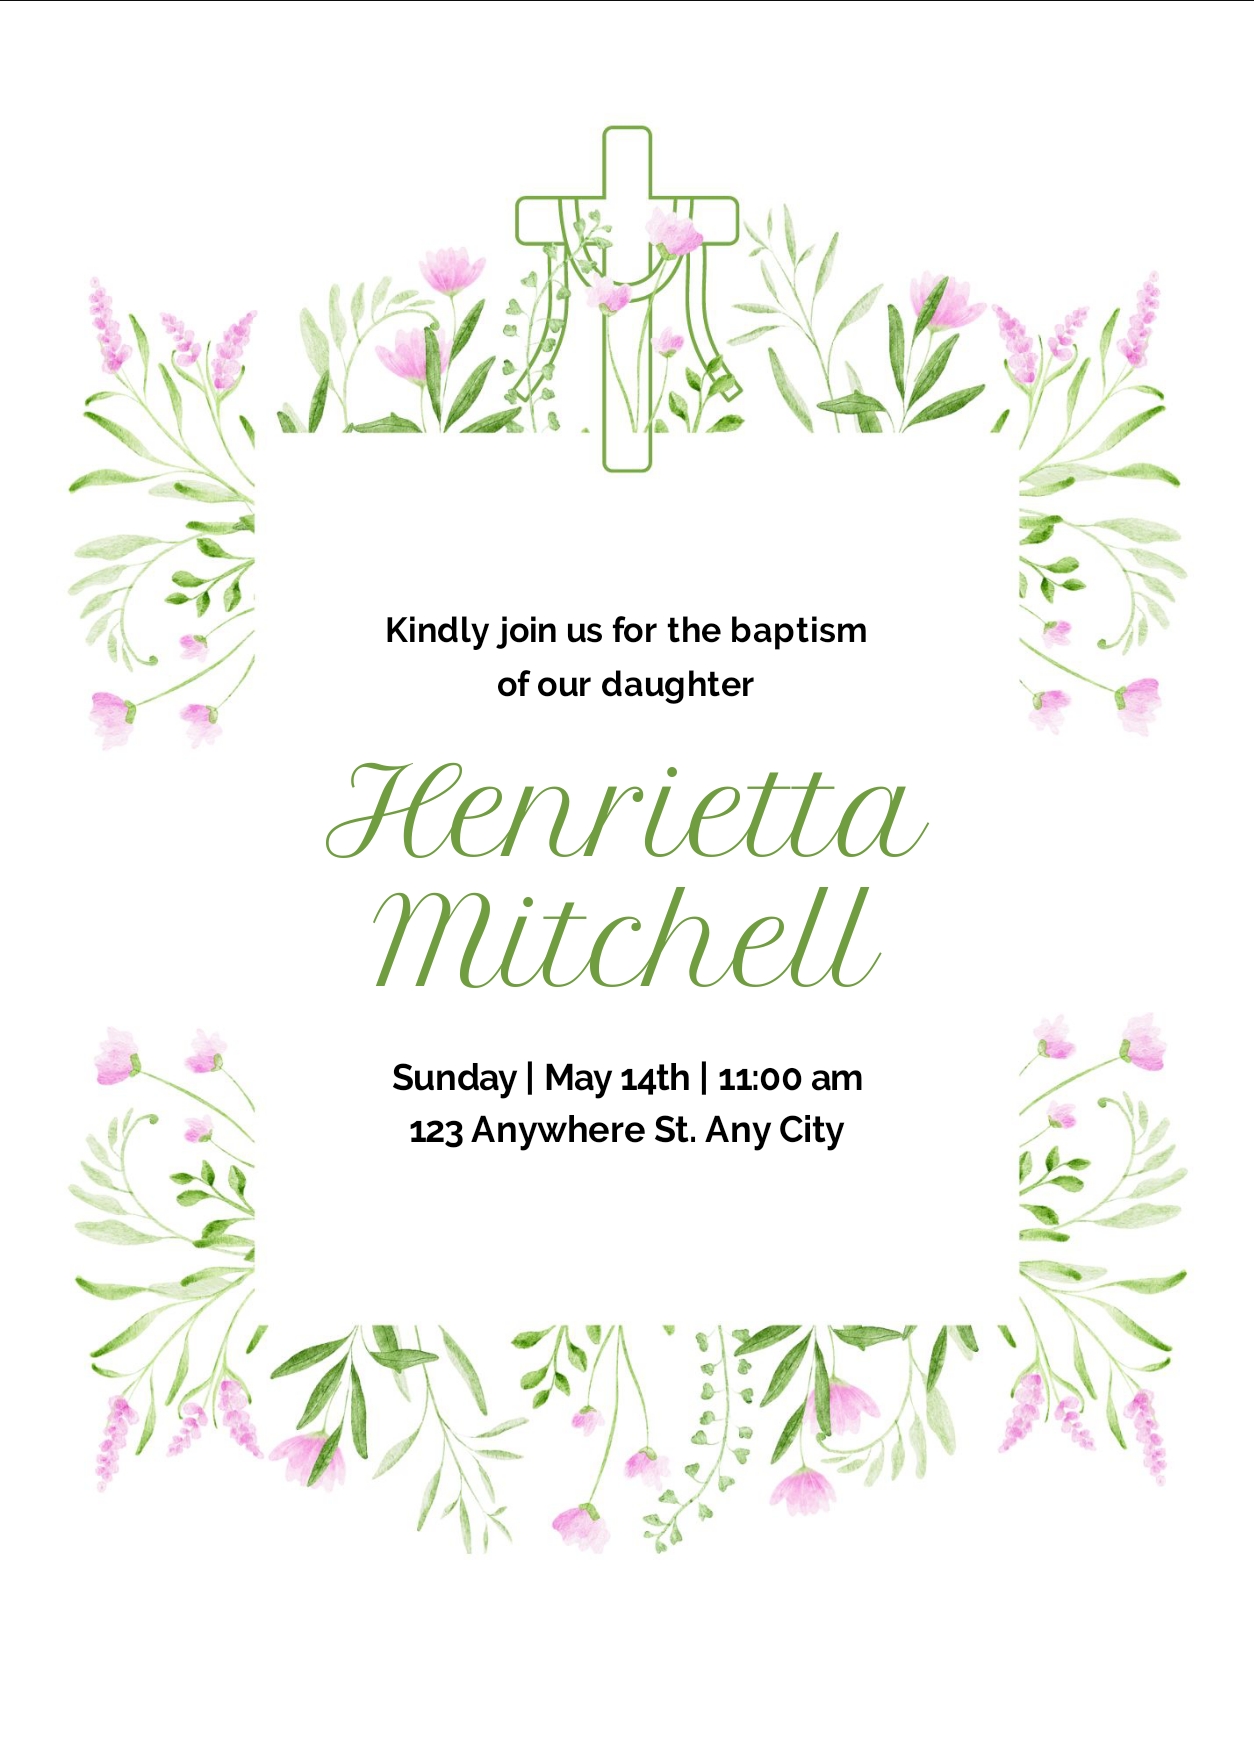 Kindly join us for the baptism
of our daughter
Henrietta
Mitchell
Sunday | May 14th | 11:00 am
123 Anywhere St. Any City